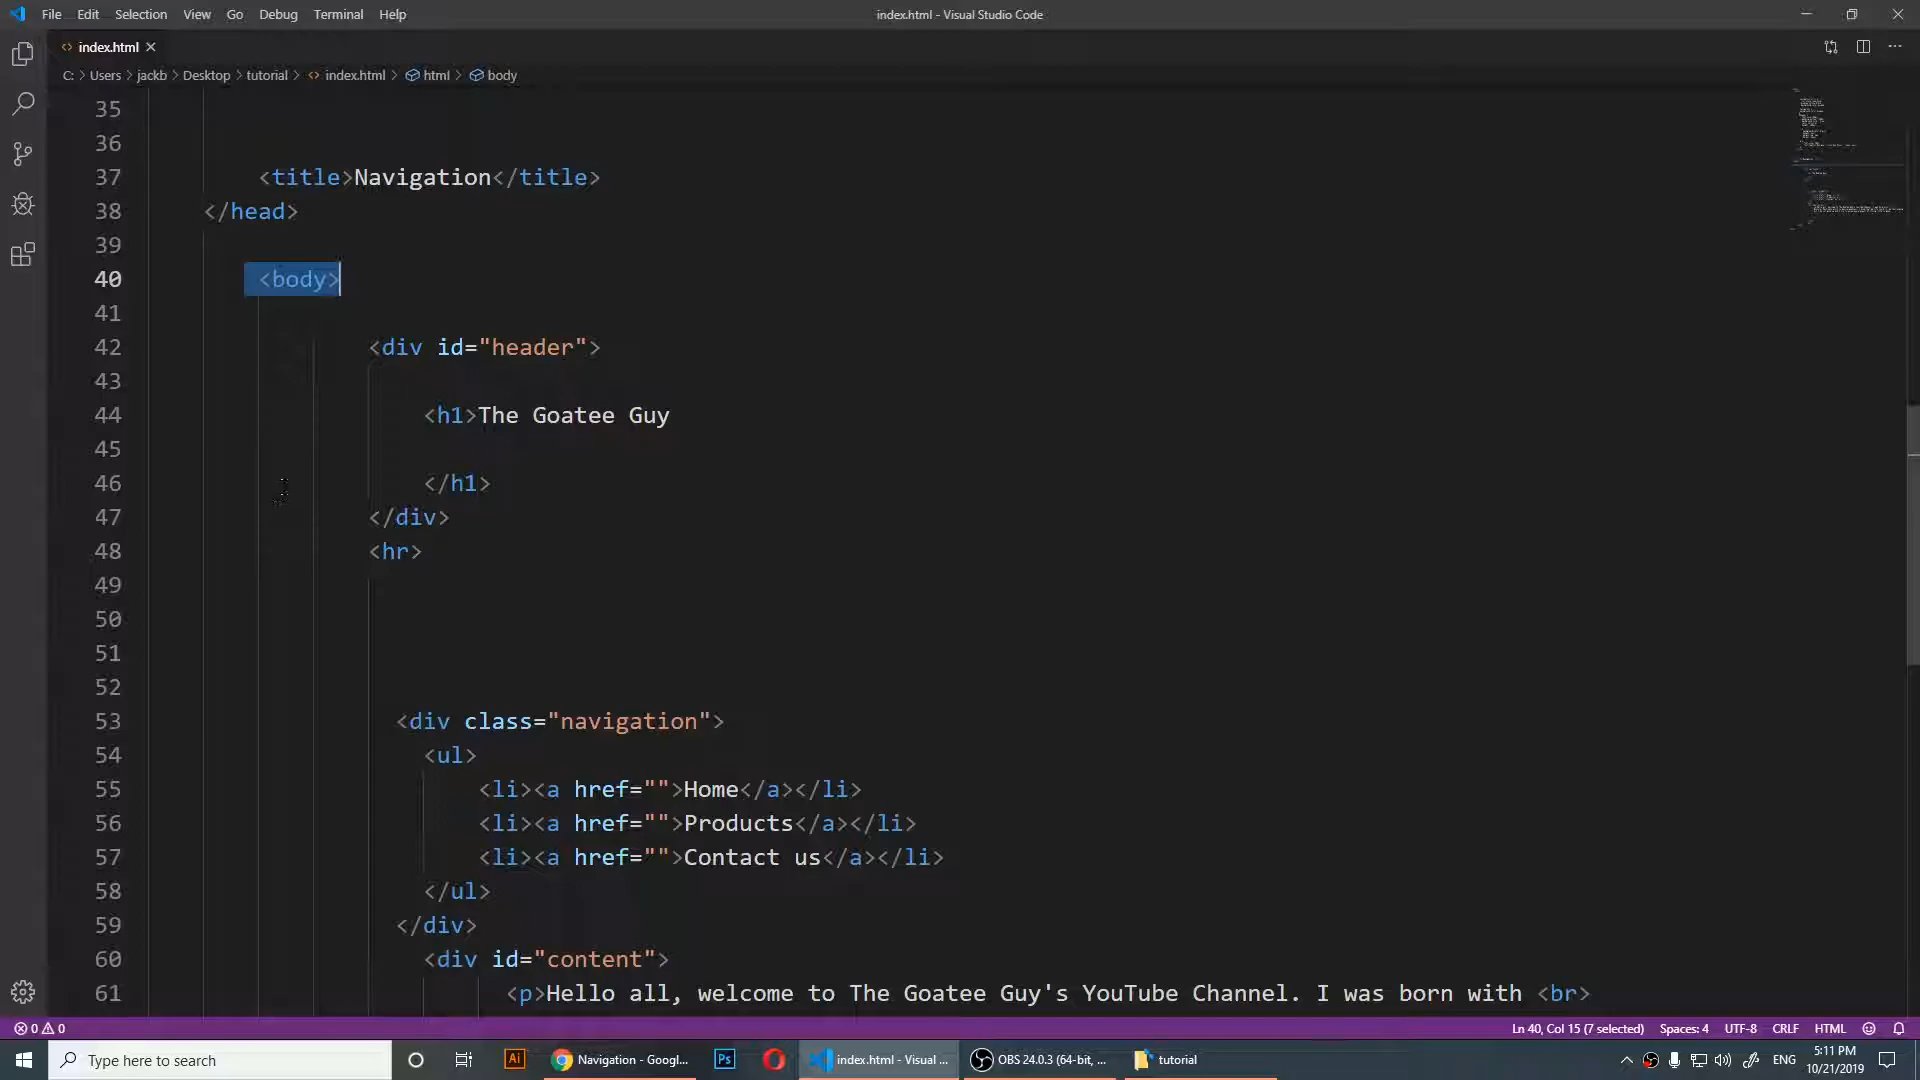 File Edit Selection View Go Debug Terminal Help
index.html - Visual Studio Code
index.html
C: > Users > jackb > Desktop > tutorial > index.html > html > body
35
36
37 <title>Navigation</title>
38 </head>
39
40 <body>
41
42 <div id="header">
43
44 <h1>The Goatee Guy
45
46 </h1>
47 </div>
48 <hr>
49
50
51
52
53 <div class="navigation">
54 <ul>
55 <li><a href="">Home</a></li>
56 <li><a href="">Products</a></li>
57 <li><a href="">Contact us</a></li>
58 </ul>
59 </div>
60 <div id="content">
61 <p>Hello all, welcome to The Goatee Guy's YouTube Channel. I was born with <br>
0 0
Ln 40, Col 15 (7 selected) Spaces: 4 UTF-8 CRLF HTML
Type here to search
Ai
Navigation - Googl...
Ps
index.html - Visual ...
OBS 24.0.3 (64-bit, ...
tutorial
ENG
5:11 PM
10/21/2019